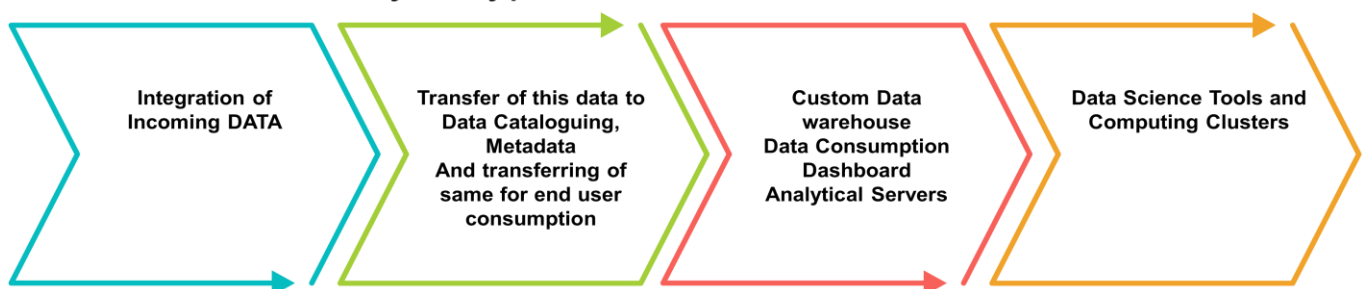 Integration of
Incoming DATA
Transfer of this data to
Data Cataloguing,
Metadata
And transferring of
same for end user
consumption
Custom Data
warehouse
Data Consumption
Dashboard
Analytical Servers
Data Science Tools and
Computing Clusters